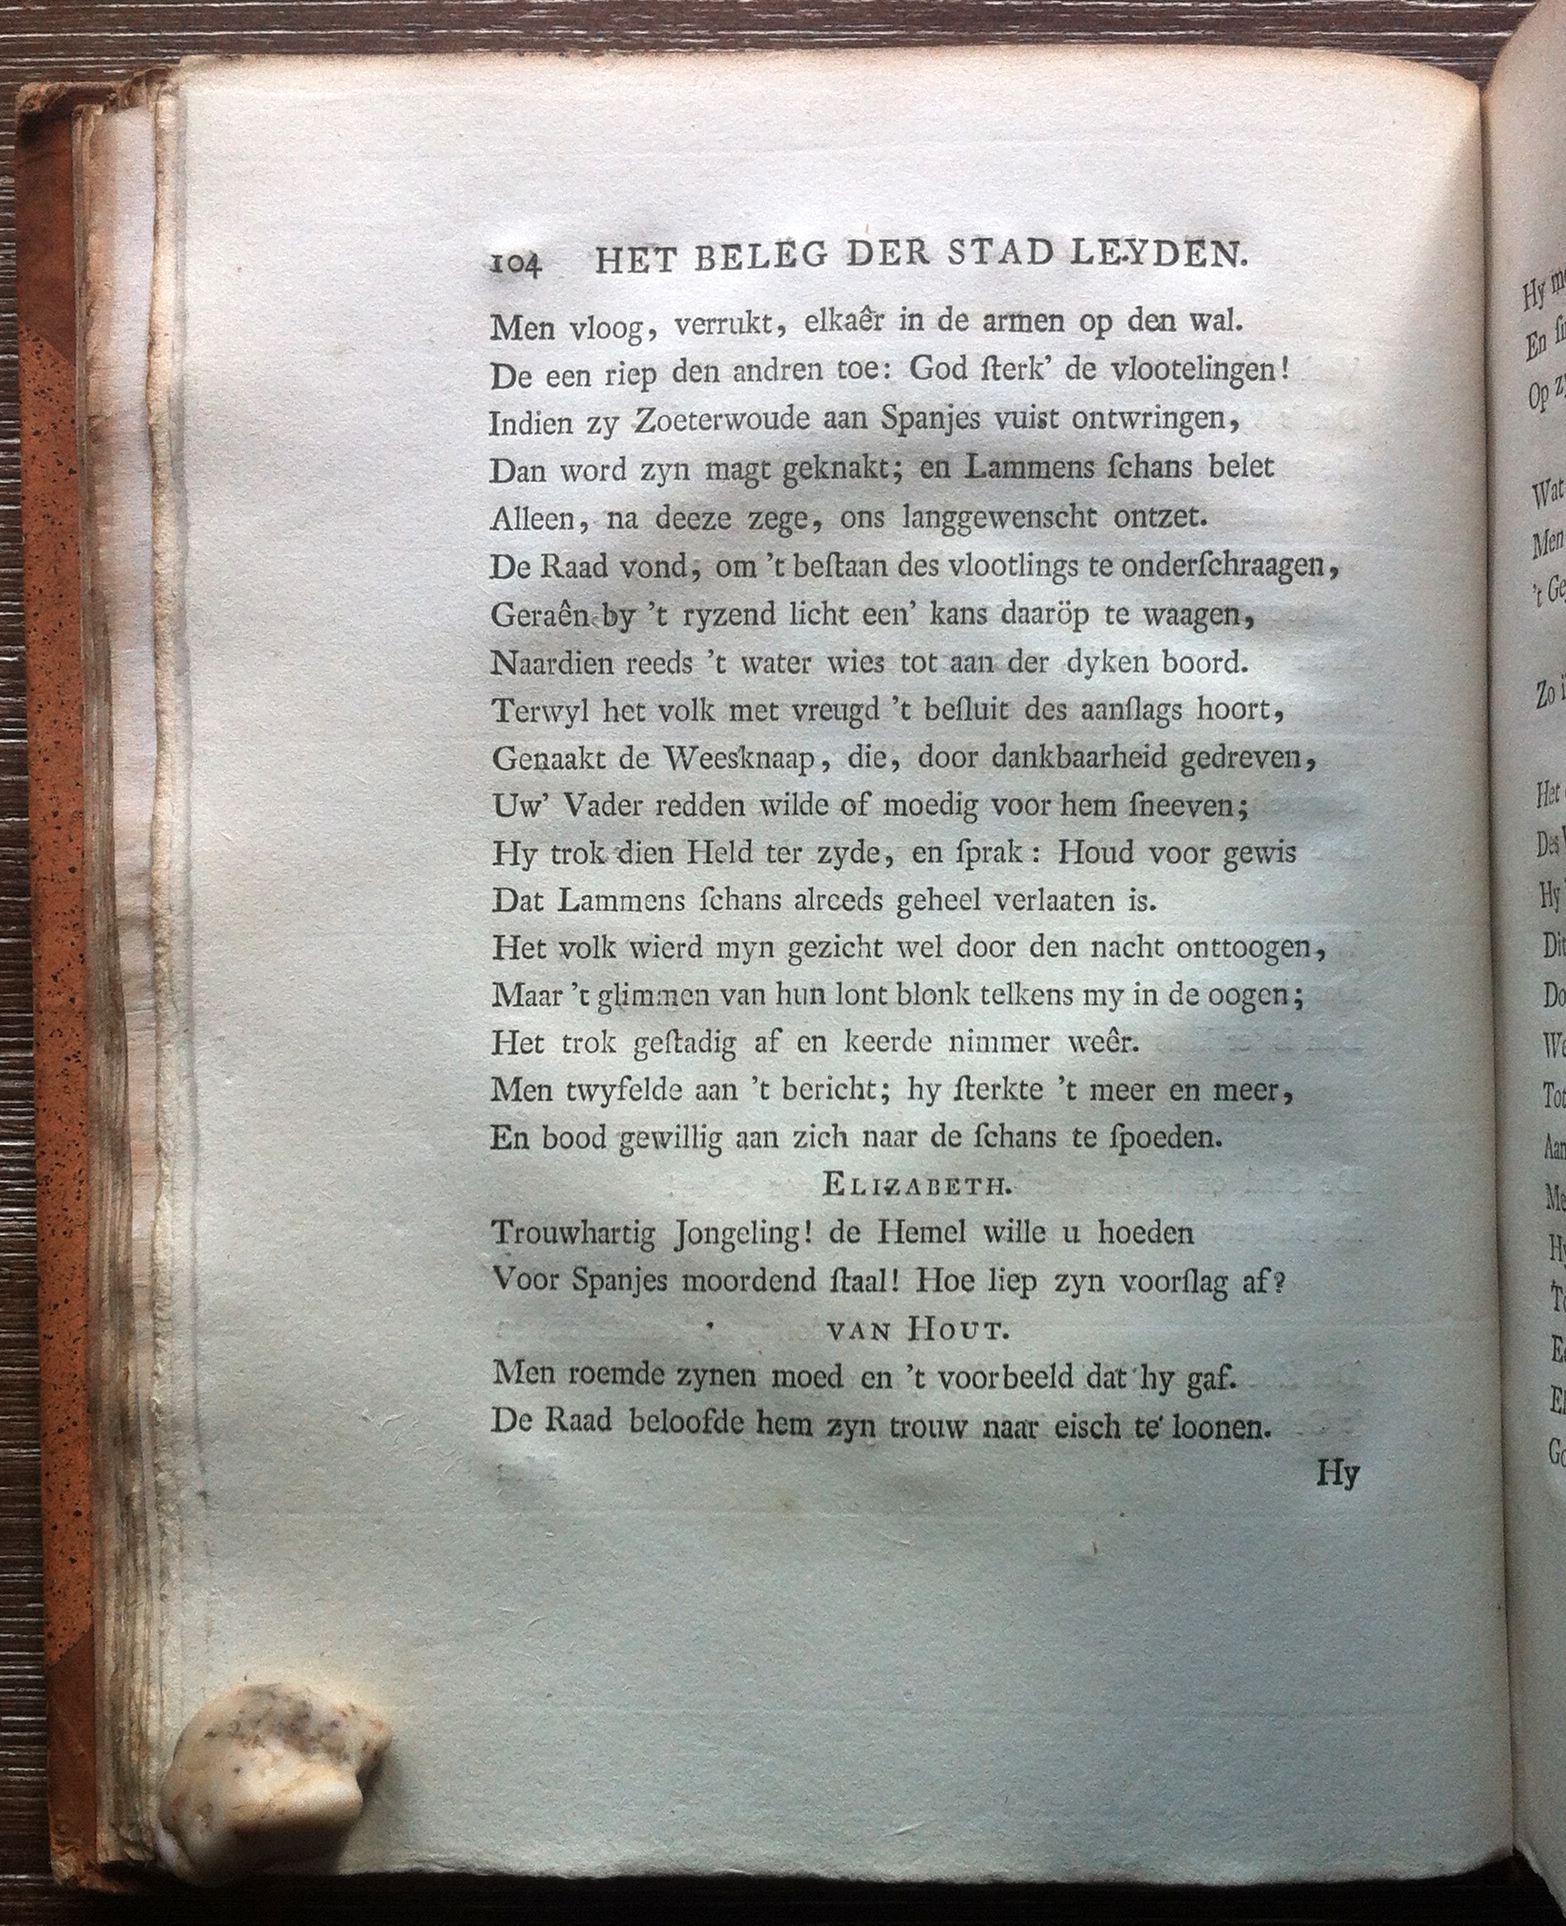 104 HET BELEG DER STAD LEYDEN.
Men vloog, verrukt, elkaêr in de armen op den wal.
De een riep den andren toe: God ſterk' de vlootelingen!
Indien zy Zoeterwoude aan Spanjes vuist ontwringen,
Dan word zyn magt geknakt; en Lammens ſchans belet
Alleen, na deeze zege, ons langgewenscht ontzet.
De Raad vond, om 't beſtaan des vlootlings te onderſchraagen,
Geraên by 't ryzend licht een' kans daaröp te waagen,
Naardien reeds 't water wies tot aan der dyken boord.
Terwyl het volk met vreugd 't beſluit des aanſlags hoort,
Genaakt de Weesknaap, die, door dankbaarheid gedreven,
Uw' Vader redden wilde of moedig voor hem ſneeven;
Hy trok dien Held ter zyde, en ſprak: Houd voor gewis
Dat Lammens ſchans alreeds geheel verlaaten is.
Het volk wierd myn gezicht wel door den nacht onttoogen,
Maar 't glimmen van hun lont blonk telkens my in de oogen;
Het trok geſtadig af en keerde nimmer weêr.
Men twyfelde aan 't bericht; hy ſterkte 't meer en meer,
En bood gewillig aan zich naar de ſchans te ſpoeden.
ELIZABETH.
Trouwhartig Jongeling! de Hemel wille u hoeden
Voor Spanjes moordend ſtaal! Hoe liep zyn voorſlag af?
VAN HOUT.
Men roemde zynen moed en 't voorbeeld dat hy gaf.
De Raad beloofde hem zyn trouw naar eisch te loonen.
Hy
Hy
En
Op
Wat
Men
't
Zo
Het
Des
Hy
Dit